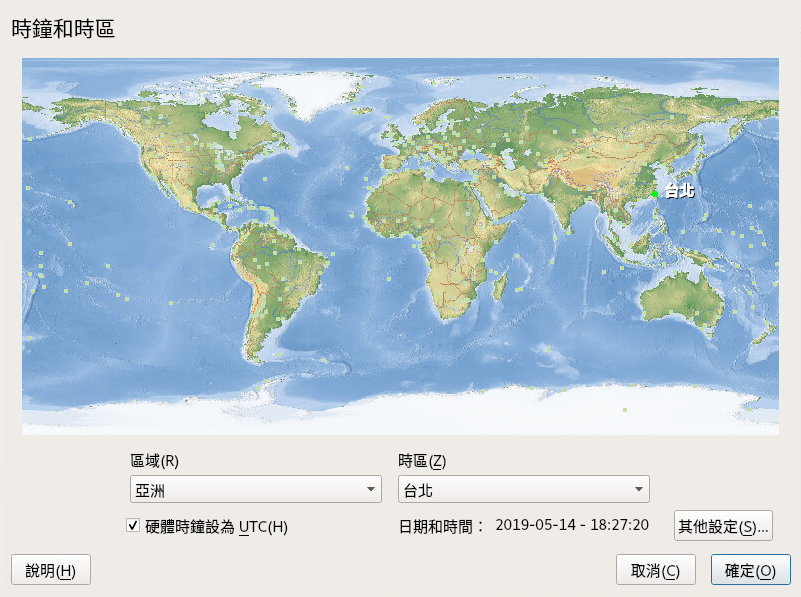 時鐘和時區
台北
區域(R)
時區(Z)
亞洲
台北
硬體時鐘設為 UTC(H)
日期和時間： 2019-05-14 - 18:27:20
其他設定(S)...
說明(H)
取消(C)
確定(O)